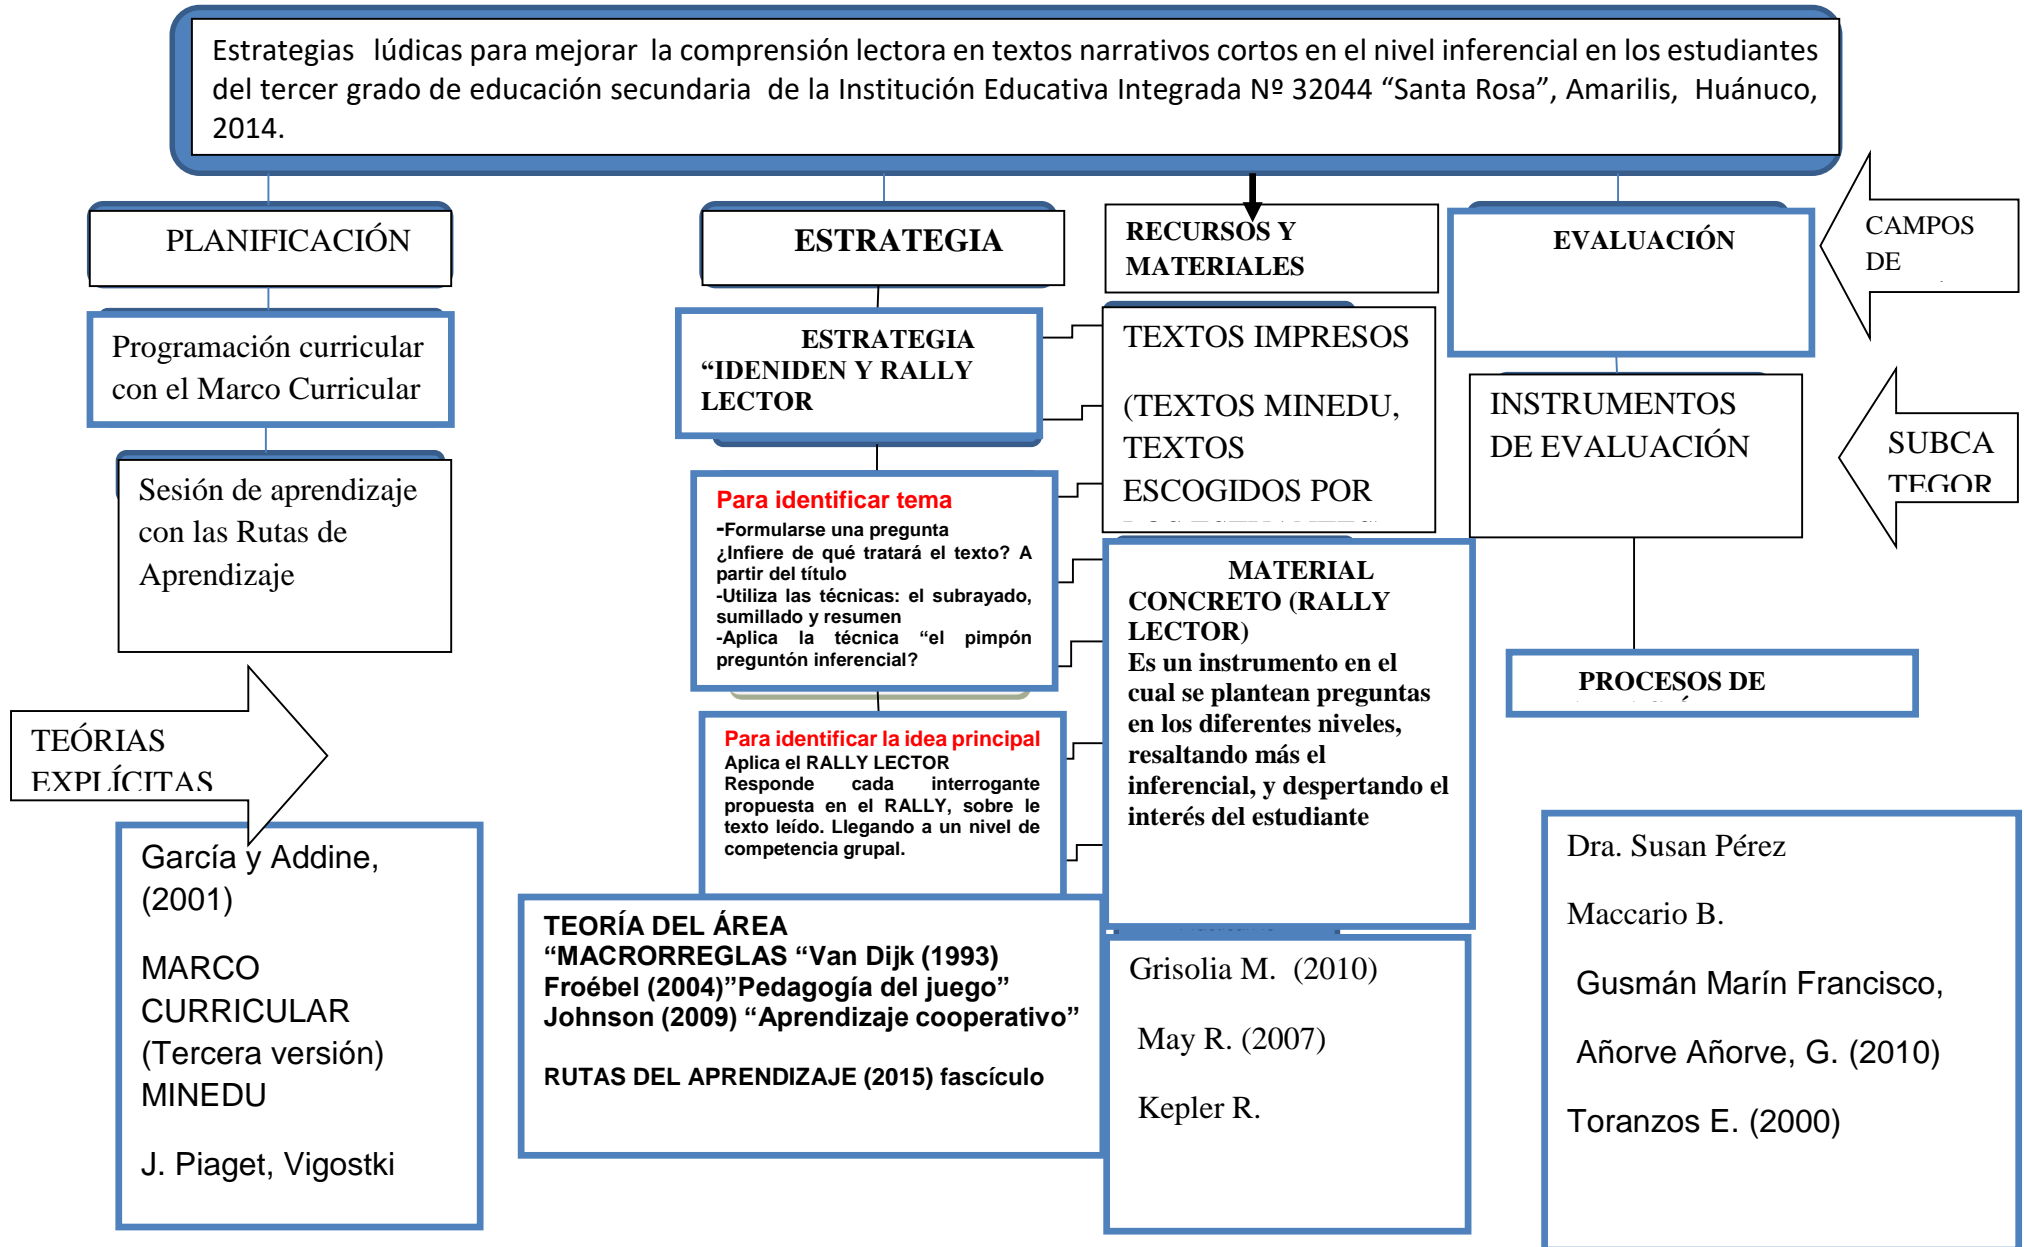 Estrategias lúdicas para mejorar la comprensión lectora en textos narrativos cortos en el nivel inferencial en los estudiantes
del tercer grado de educación secundaria de la Institución Educativa Integrada Nº 32044 “Santa Rosa”, Amarilis, Huánuco,
2014.
PLANIFICACIÓN
ESTRATEGIA
RECURSOS Y
MATERIALES
EVALUACIÓN
CAMPOS
DE
Programación curricular
con el Marco Curricular
ESTRATEGIA
“IDENIDEN Y RALLY
LECTOR
TEXTOS IMPRESOS
(TEXTOS MINEDU,
TEXTOS
ESCOGIDOS POR
INSTRUMENTOS
DE EVALUACIÓN
SUBCA
TEGOR
Sesión de aprendizaje
con las Rutas de
Aprendizaje
Para identificar tema
-Formularse una pregunta
¿Infiere de qué tratará el texto? A
partir del título
-Utiliza las técnicas: el subrayado,
sumillado y resumen
-Aplica la técnica “el pimpón
preguntón inferencial?
MATERIAL
CONCRETO (RALLY
LECTOR)
Es un instrumento en el
cual se plantean preguntas
en los diferentes niveles,
resaltando más el
inferencial, y despertando el
interés del estudiante
PROCESOS DE
TEÓRIAS
EXPLÍCITAS
Para identificar la idea principal
Aplica el RALLY LECTOR
Responde cada interrogante
propuesta en el RALLY, sobre le
texto leído. Llegando a un nivel de
competencia grupal.
García y Addine,
(2001)
MARCO
CURRICULAR
(Tercera versión)
MINEDU
J. Piaget, Vigostki
TEORÍA DEL ÁREA
“MACRORREGLAS “Van Dijk (1993)
Froébel (2004)”Pedagogía del juego”
Johnson (2009) “Aprendizaje cooperativo”
RUTAS DEL APRENDIZAJE (2015) fascículo
Grisolia M. (2010)
May R. (2007)
Kepler R.
Dra. Susan Pérez
Maccario B.
Gusmán Marín Francisco,
Añorve Añorve, G. (2010)
Toranzos E. (2000)